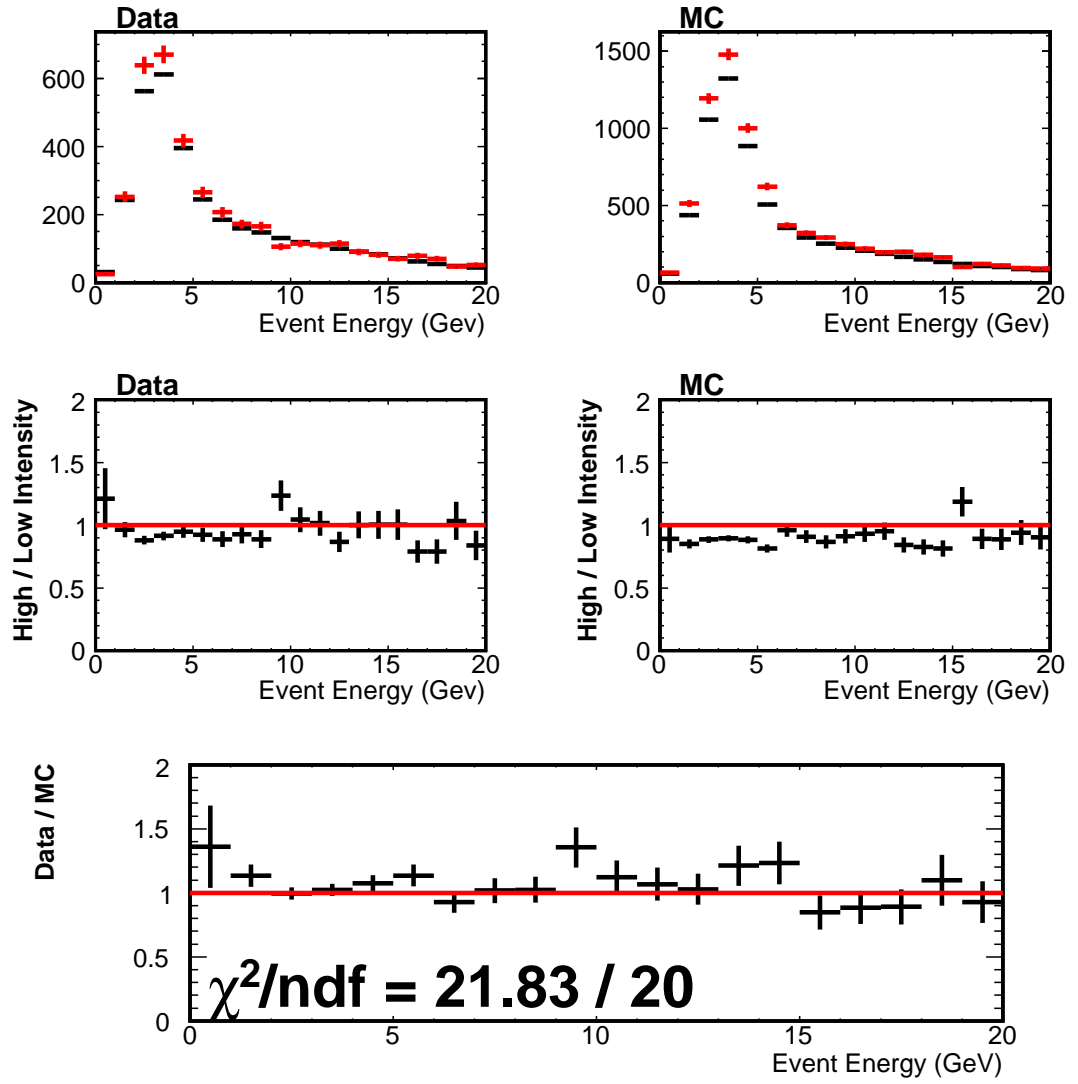 Data
600
400
200
0
0 5 10 15 20
Event Energy (Gev)
MC
1500
1000
500
0
0 5 10 15 20
Event Energy (Gev)
Data
High / Low Intensity
2
1.5
1
0.5
0
0 5 10 15 20
Event Energy (Gev)
MC
High / Low Intensity
2
1.5
1
0.5
0
0 5 10 15 20
Event Energy (Gev)
Data / MC
2
1.5
1
0.5
0
χ²/ndf = 21.83 / 20
0 5 10 15 20
Event Energy (GeV)